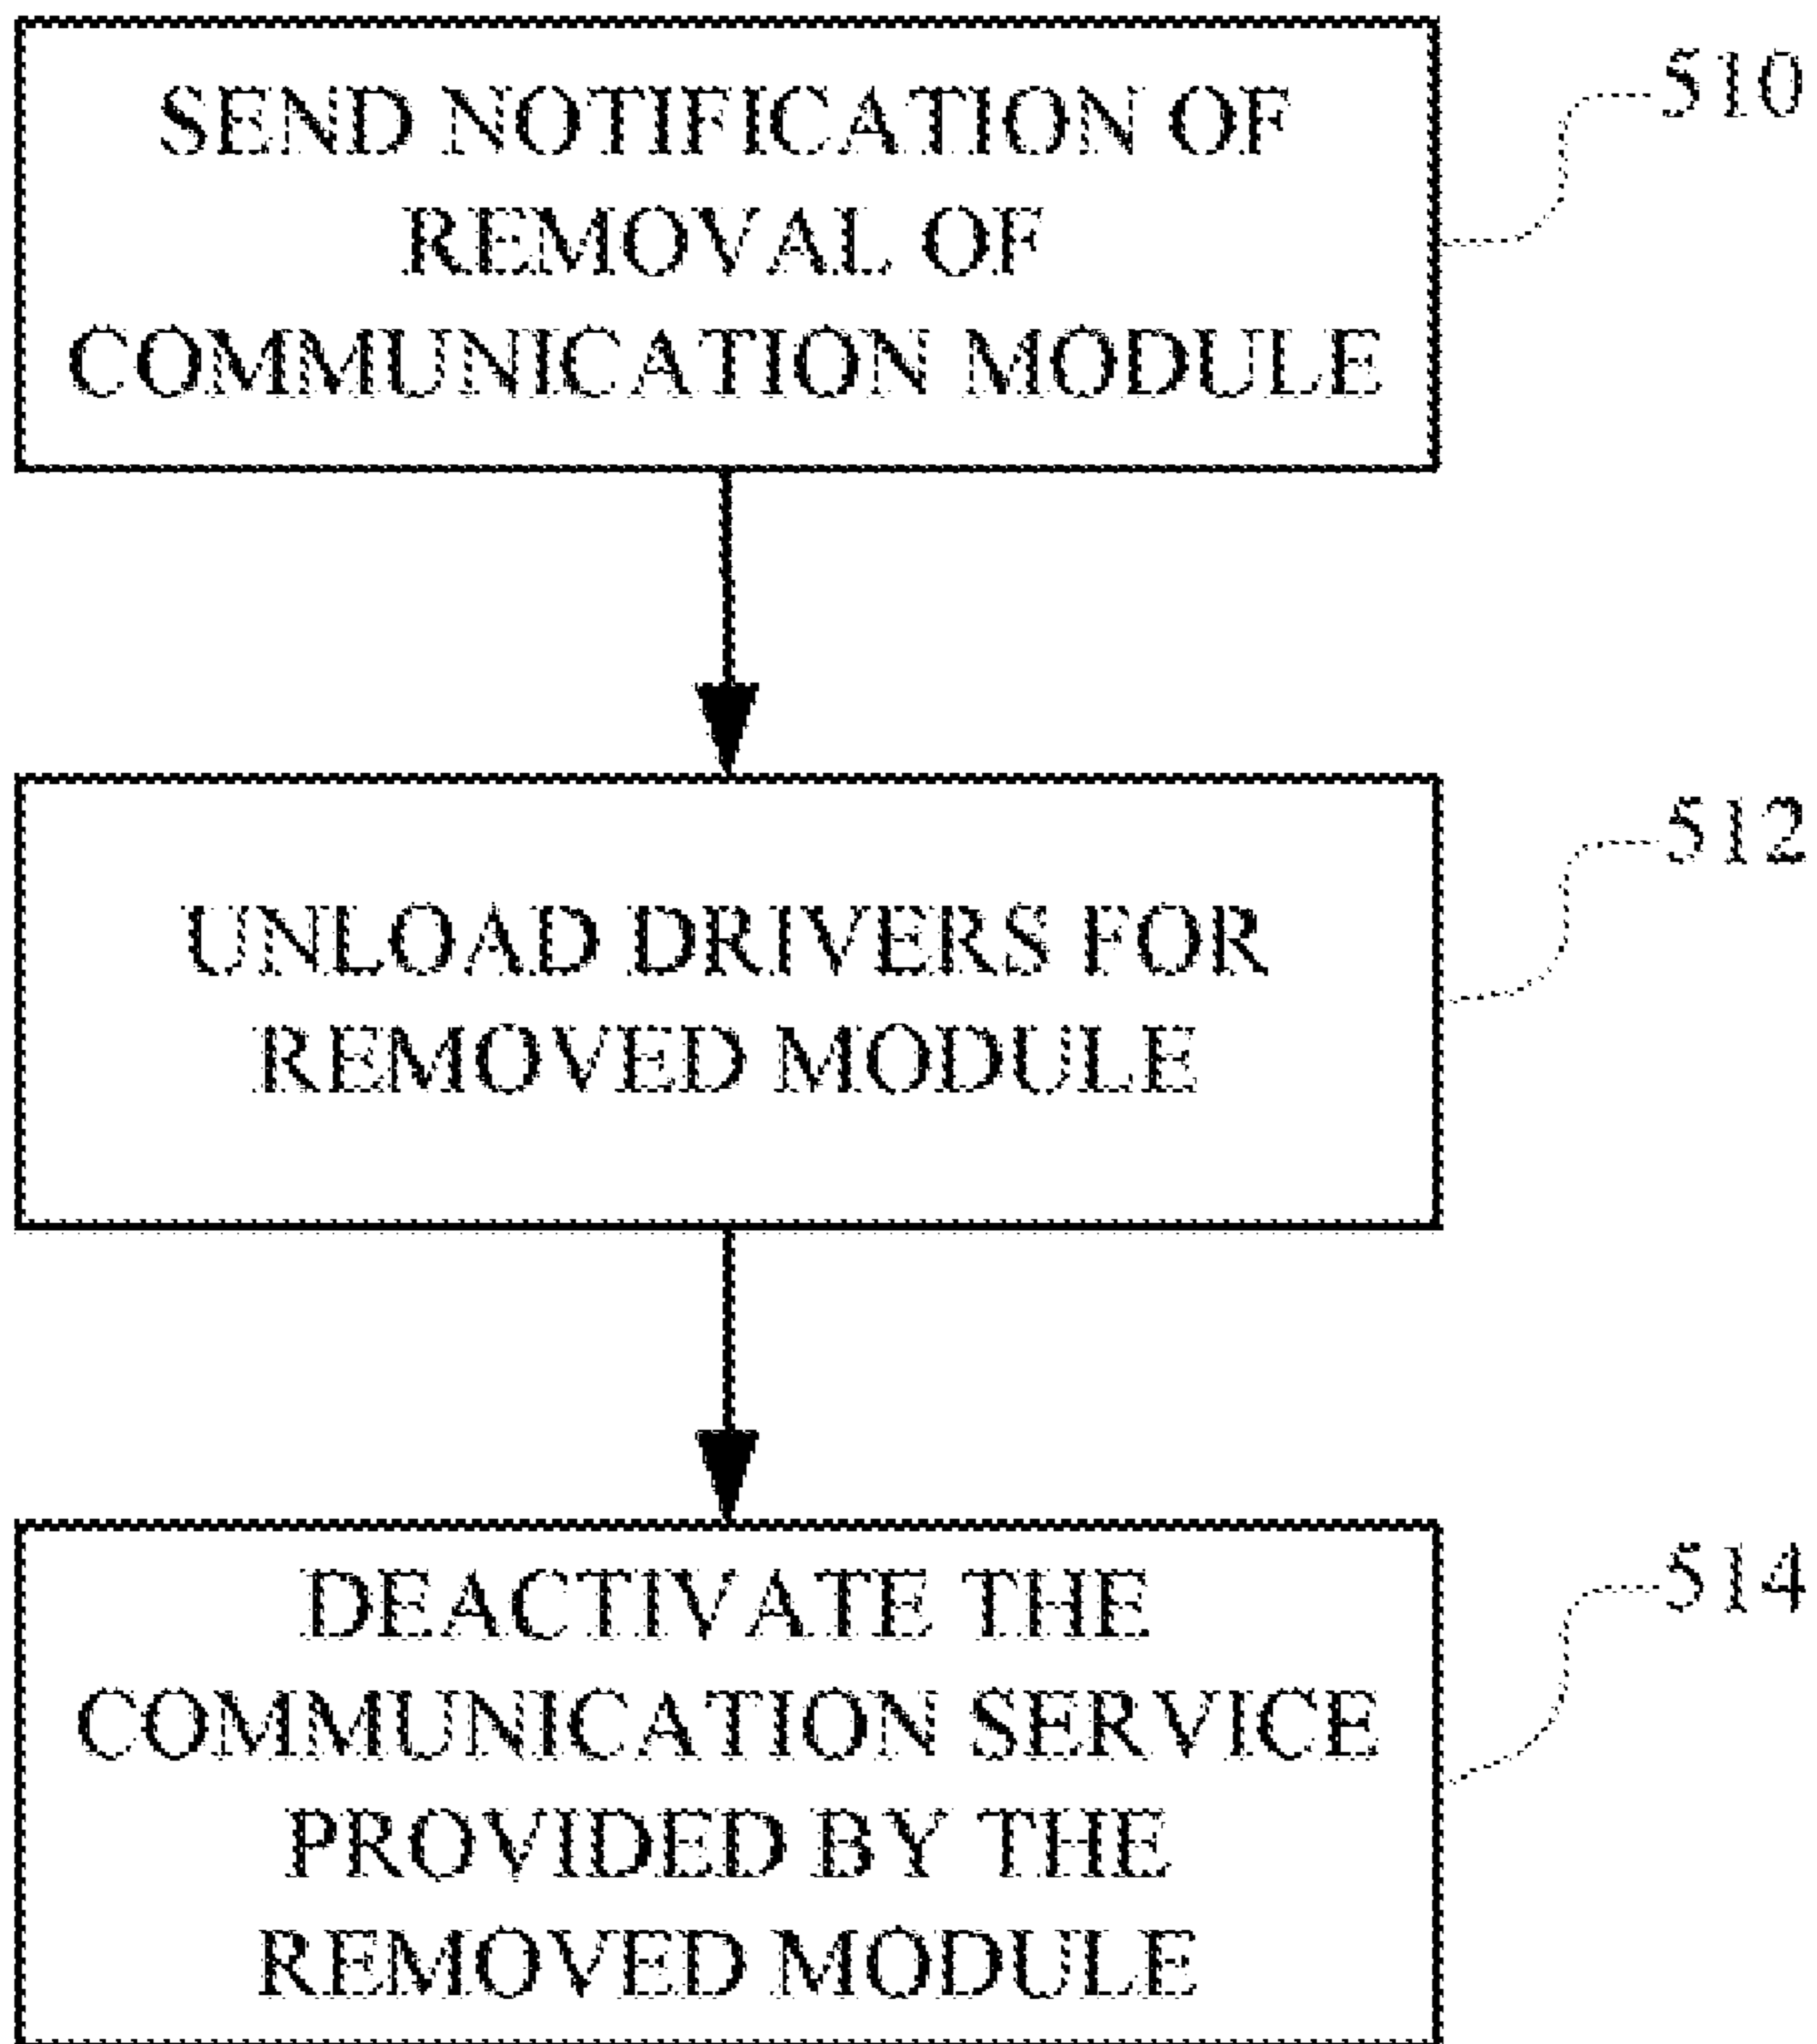 SEND NOTIFICATION OF
REMOVAL OF
COMMUNICATION MODULE
510
UNLOAD DRIVERS FOR
REMOVED MODULE
512
DEACTIVATE THE
COMMUNICATION SERVICE
PROVIDED BY THE
REMOVED MODULE
514